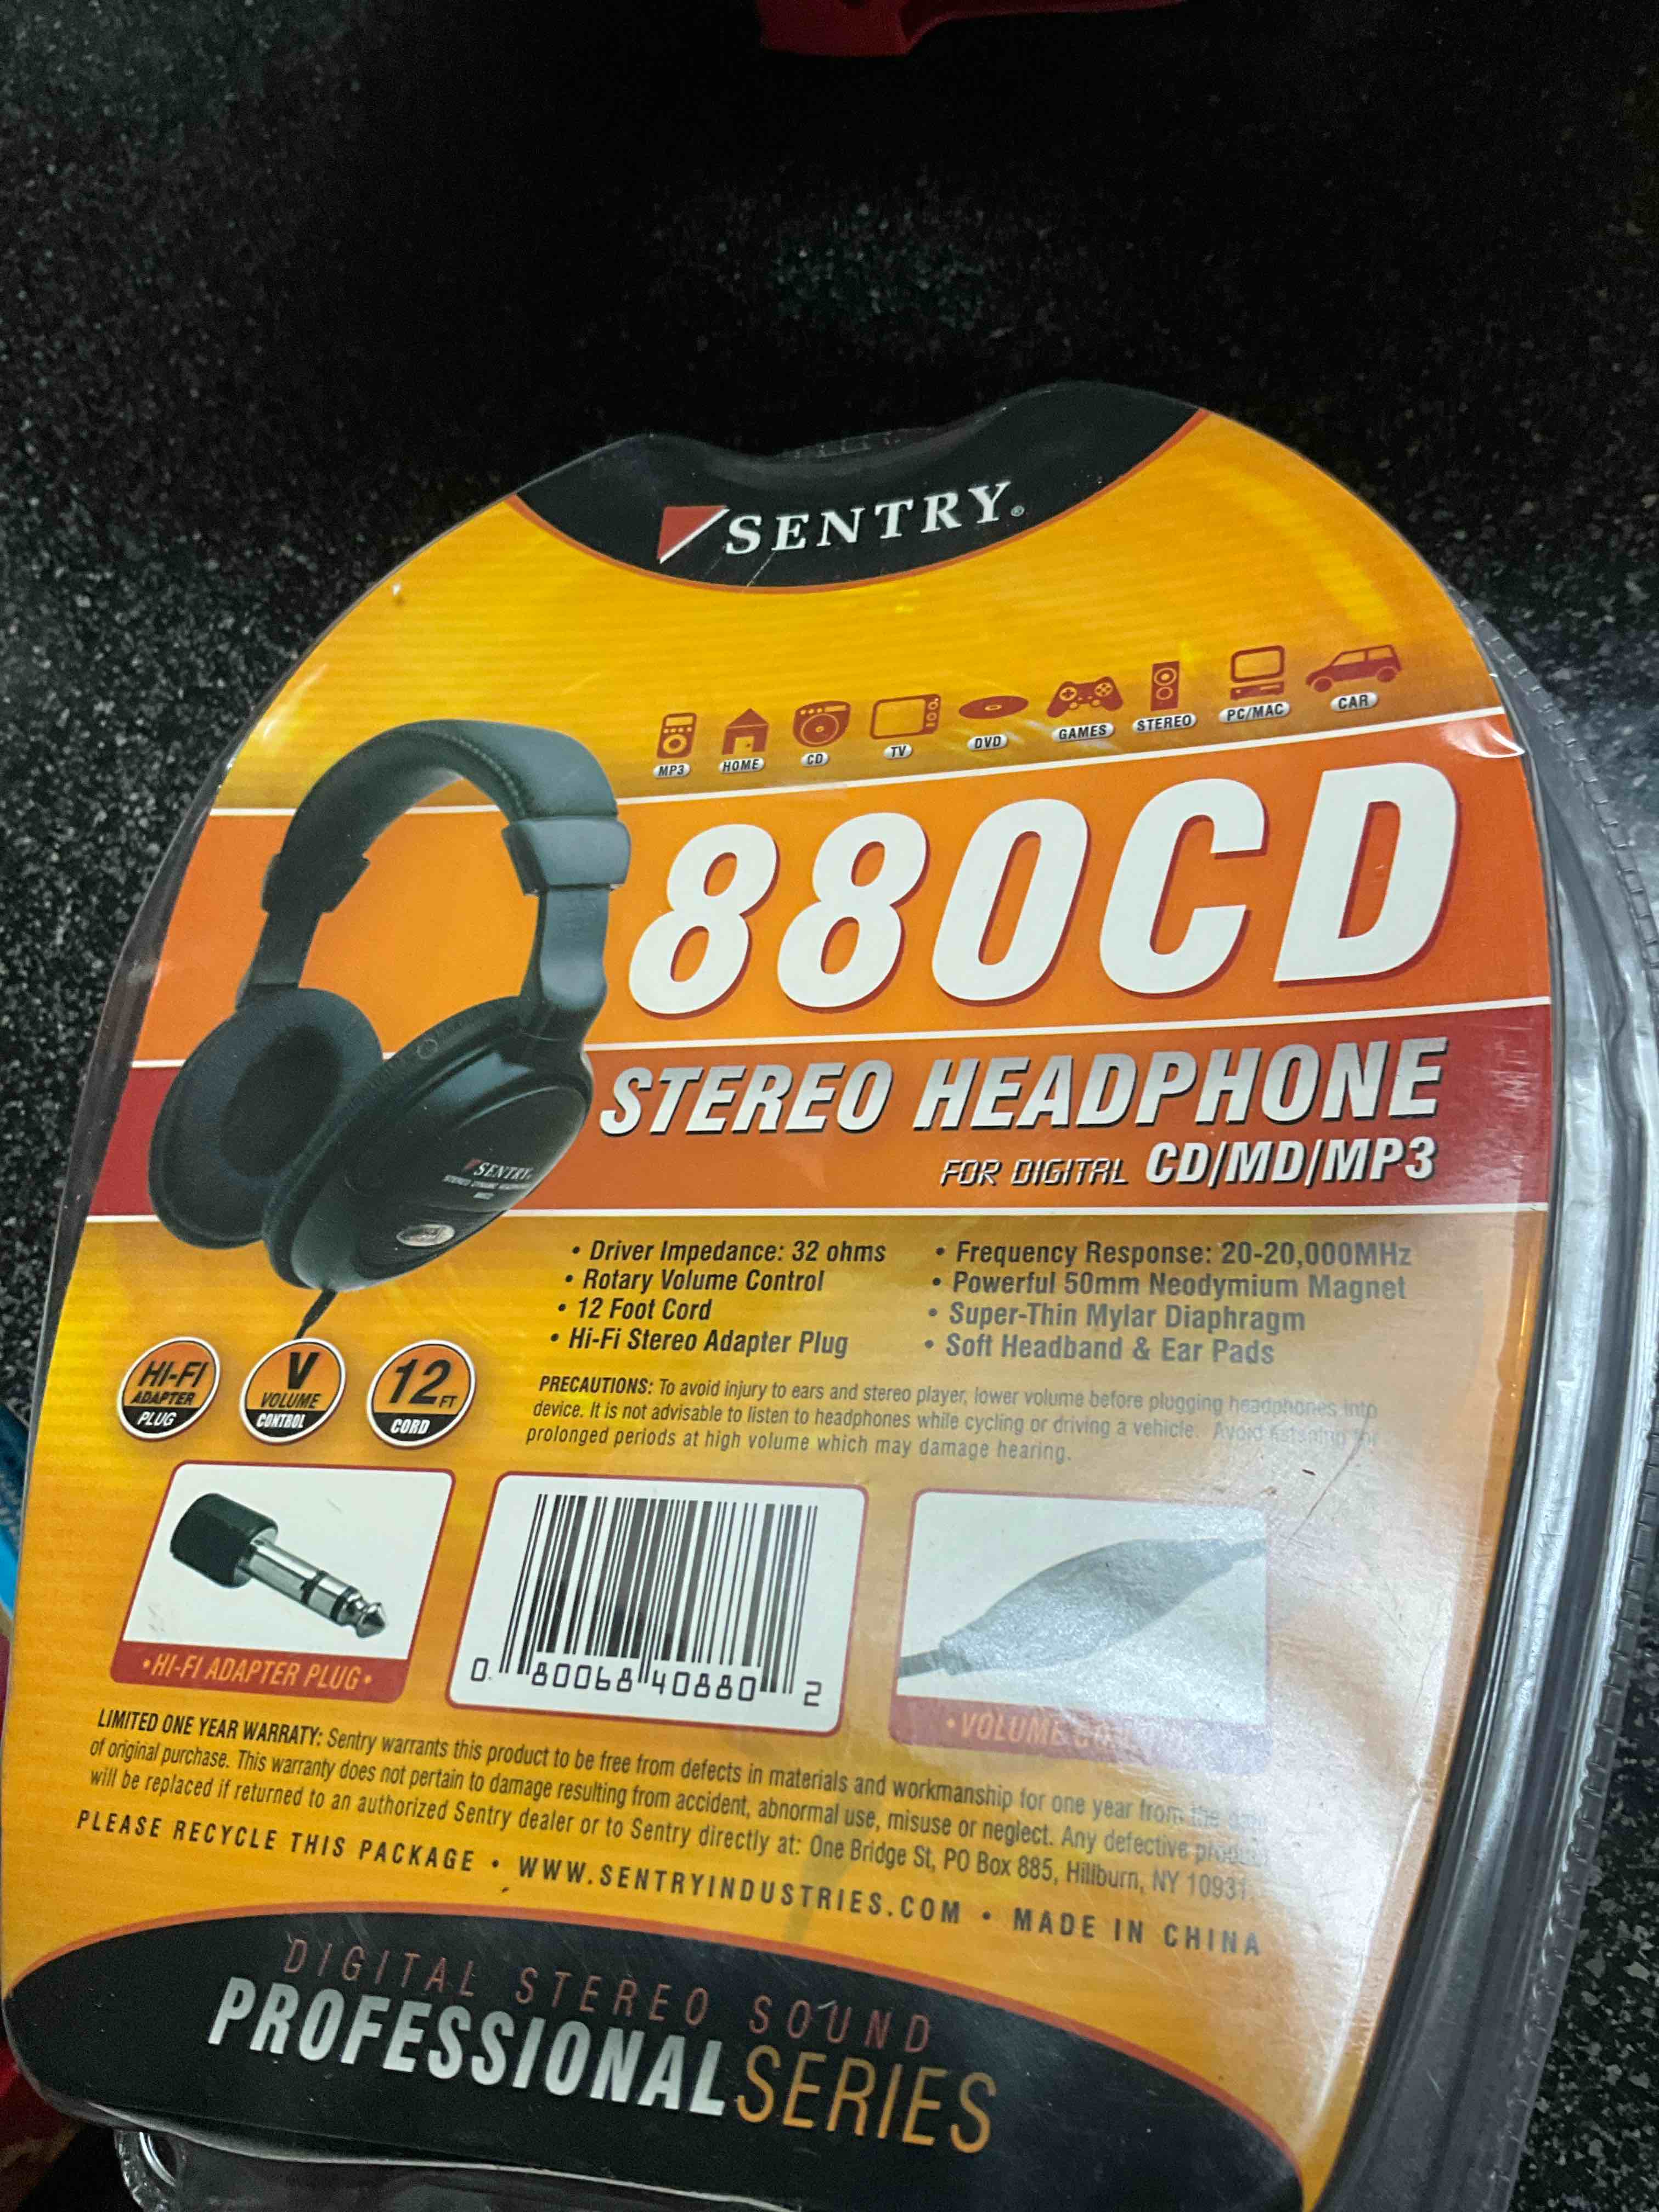 SENTRY®
MP3 HOME CD TV DVD GAMES STEREO PC/MAC CAR
880CD
STEREO HEADPHONE
FOR DIGITAL CD/MD/MP3
SENTRY
• Driver Impedance: 32 ohms
• Rotary Volume Control
• 12 Foot Cord
• Hi-Fi Stereo Adapter Plug
• Frequency Response: 20-20,000MHz
• Powerful 50mm Neodymium Magnet
• Super-Thin Mylar Diaphragm
• Soft Headband & Ear Pads
HI-FI
ADAPTER
PLUG
V
VOLUME
CONTROL
12 FT
CORD
PRECAUTIONS: To avoid injury to ears and stereo player, lower volume before plugging headphones into
device. It is not advisable to listen to headphones while cycling or driving a vehicle. Avoid listening for
prolonged periods at high volume which may damage hearing.
•HI-FI ADAPTER PLUG•
0 80068 40880 2
•VOLUME
LIMITED ONE YEAR WARRATY: Sentry warrants this product to be free from defects in materials and workmanship for one year from the date
of original purchase. This warranty does not pertain to damage resulting from accident, abnormal use, misuse or neglect. Any defective product
will be replaced if returned to an authorized Sentry dealer or to Sentry directly at: One Bridge St, PO Box 885, Hillburn, NY 10931.
PLEASE RECYCLE THIS PACKAGE • WWW.SENTRYINDUSTRIES.COM • MADE IN CHINA
DIGITAL STEREO SOUND
PROFESSIONAL SERIES